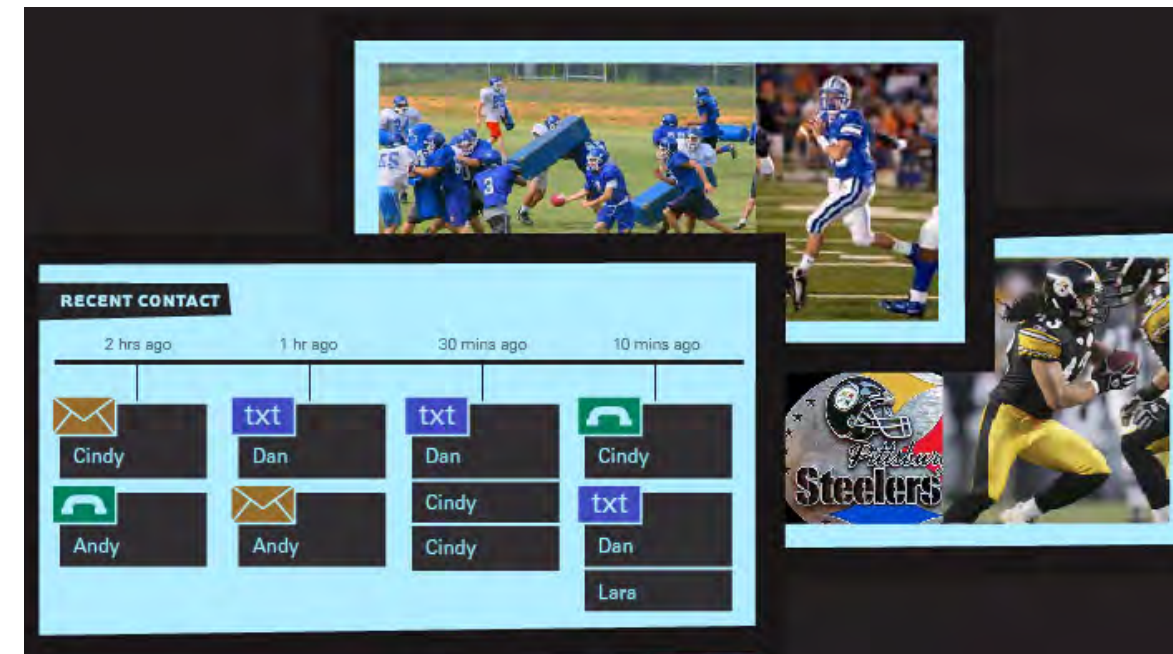 RECENT CONTACT
2 hrs ago 1 hr ago 30 mins ago 10 mins ago
txt txt
Cindy Dan Dan Cindy
Cindy txt
Andy Andy Cindy Dan
Lara
Steelers
3